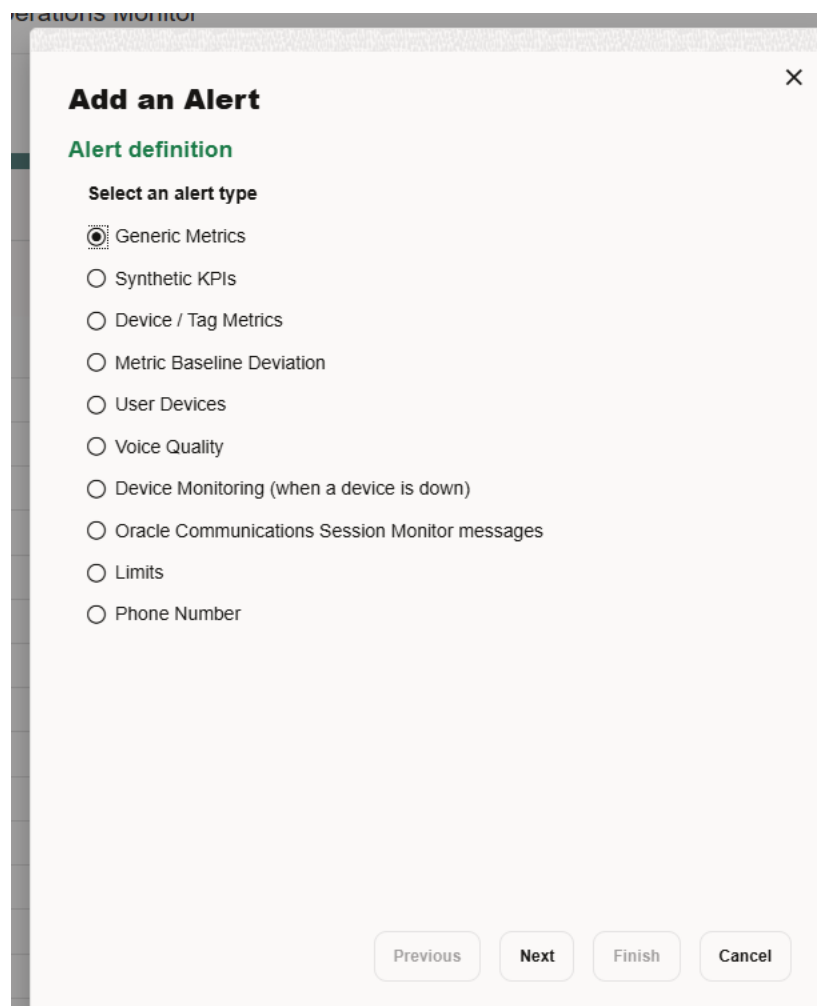 erations Monitor
Add an Alert
Alert definition
Select an alert type
Generic Metrics
Synthetic KPIs
Device / Tag Metrics
Metric Baseline Deviation
User Devices
Voice Quality
Device Monitoring (when a device is down)
Oracle Communications Session Monitor messages
Limits
Phone Number
Previous Next Finish Cancel